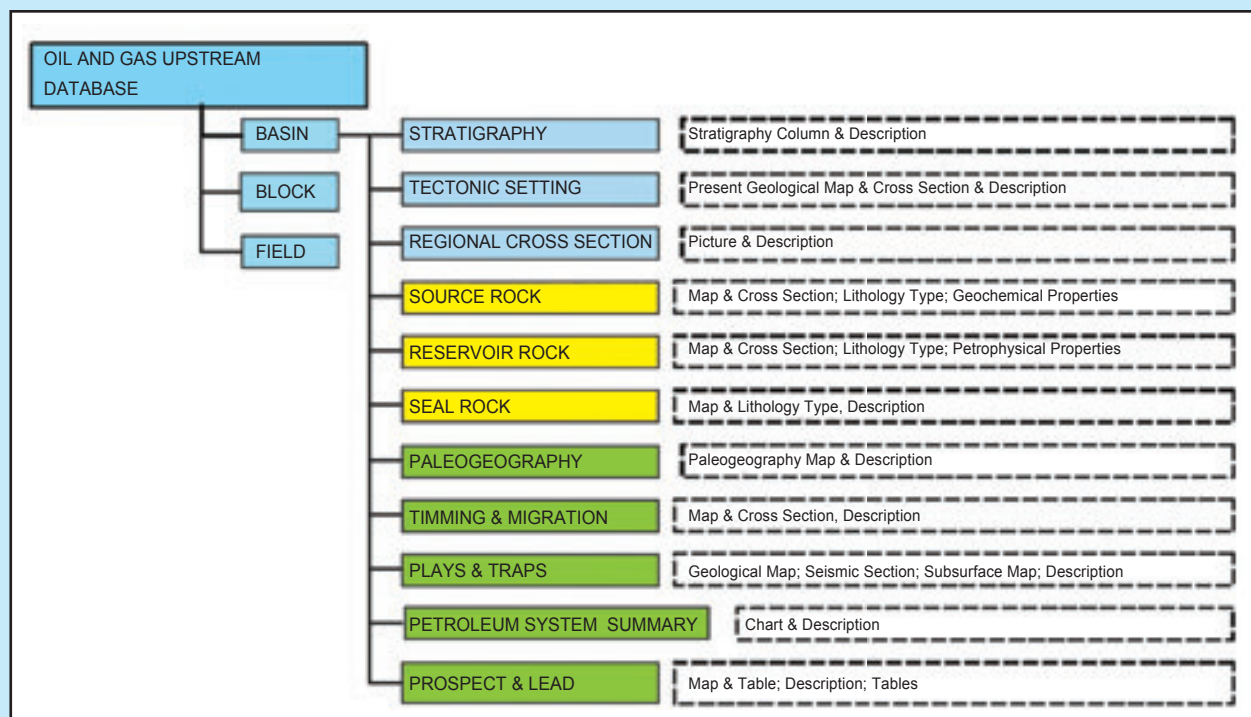 OIL AND GAS UPSTREAM
DATABASE
BASIN
BLOCK
FIELD
STRATIGRAPHY
Stratigraphy Column & Description
TECTONIC SETTING
Present Geological Map & Cross Section & Description
REGIONAL CROSS SECTION
Picture & Description
SOURCE ROCK
Map & Cross Section; Lithology Type; Geochemical Properties
RESERVOIR ROCK
Map & Cross Section; Lithology Type; Petrophysical Properties
SEAL ROCK
Map & Lithology Type, Description
PALEOGEOGRAPHY
Paleogeography Map & Description
TIMMING & MIGRATION
Map & Cross Section, Description
PLAYS & TRAPS
Geological Map; Seismic Section; Subsurface Map; Description
PETROLEUM SYSTEM SUMMARY
Chart & Description
PROSPECT & LEAD
Map & Table; Description; Tables